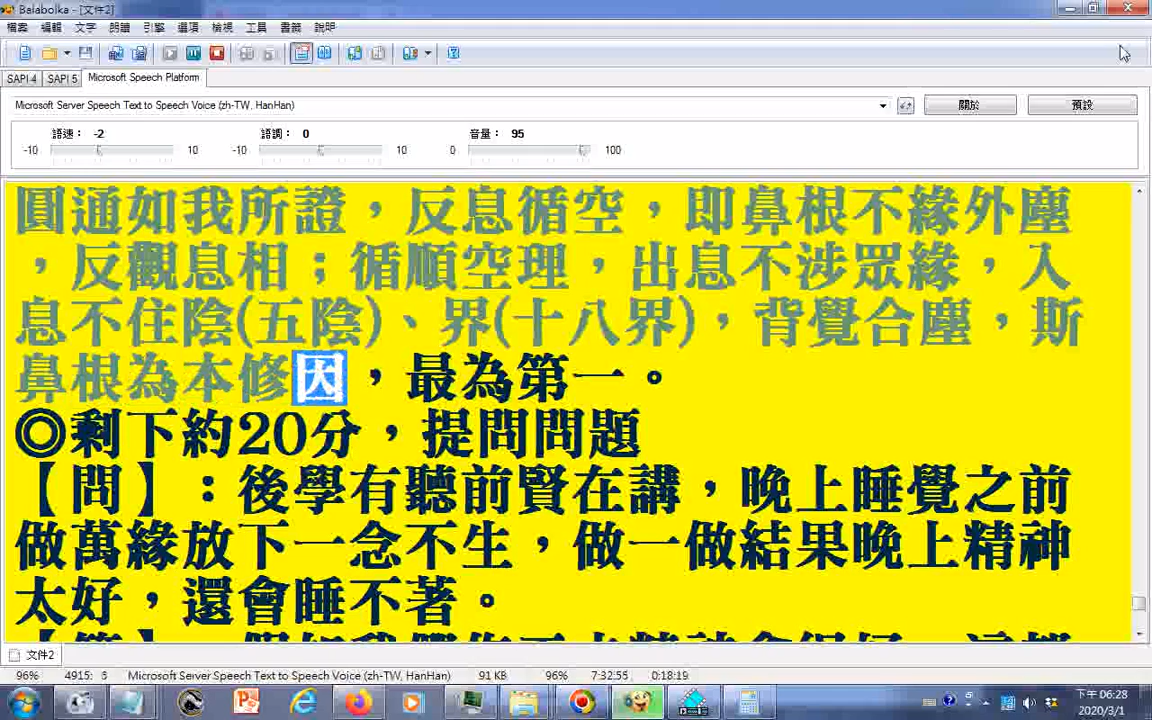 Balabolka - [文件2]
檔案 編輯 文字 朗讀 引擎 選項 檢視 工具 書籤 說明
SAPI 4 SAPI 5 Microsoft Speech Platform
Microsoft Server Speech Text to Speech Voice (zh-TW, HanHan) 關於 預設
語速： -2 語調： 0 音量： 95
-10 10 -10 10 0 100
圓通如我所證，反息循空，即鼻根不緣外塵
，反觀息相；循順空理，出息不涉眾緣，入
息不住陰(五陰)、界(十八界)，背覺合塵，斯
鼻根為本修因，最為第一。
◎剩下約20分，提問問題
【問】：後學有聽前賢在講，晚上睡覺之前
做萬緣放下一念不生，做一做結果晚上精神
太好，還會睡不著。
文件2
96% 4915: 5 Microsoft Server Speech Text to Speech Voice (zh-TW, HanHan) 91 KB 96% 7:32:55 0:18:19
下午 06:28
2020/3/1